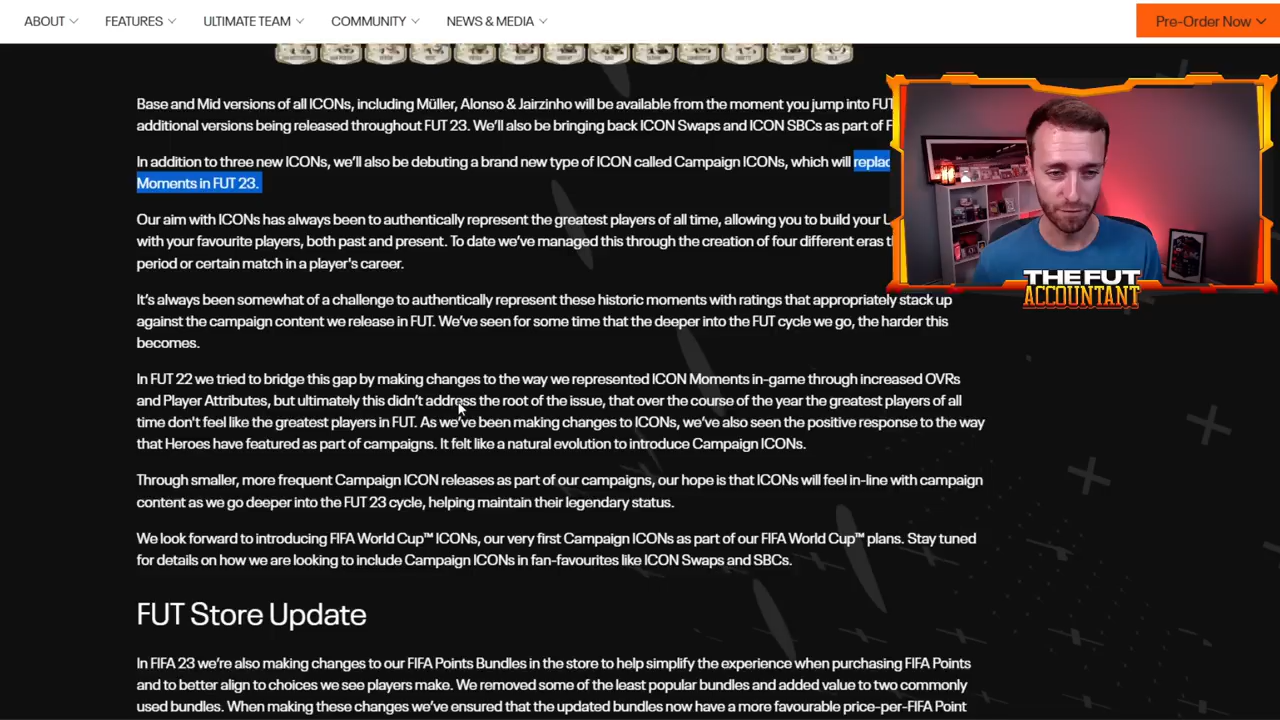 ABOUT FEATURES ULTIMATE TEAM COMMUNITY NEWS & MEDIA Pre-Order Now
Base and Mid versions of all ICONs, including Müller, Alonso & Jairzinho will be available from the moment you jump into FUT
additional versions being released throughout FUT 23. We'll also be bringing back ICON Swaps and ICON SBCs as part of
In addition to three new ICONs, we'll also be debuting a brand new type of ICON called Campaign ICONs, which will
Moments in FUT 23.
Our aim with ICONs has always been to authentically represent the greatest players of all time, allowing you to build your
with your favourite players, both past and present. To date we've managed this through the creation of four different eras
period or certain match in a player's career.
It's always been somewhat of a challenge to authentically represent these historic moments with ratings that appropriately stack up
against the campaign content we release in FUT. We've seen for some time that the deeper into the FUT cycle we go, the harder this
becomes.
In FUT 22 we tried to bridge this gap by making changes to the way we represented ICON Moments in-game through increased OVRs
and Player Attributes, but ultimately this didn't address the root of the issue, that over the course of the year the greatest players of all
time don't feel like the greatest players in FUT. As we've been making changes to ICONs, we've also seen the positive response to the way
that Heroes have featured as part of campaigns. It felt like a natural evolution to introduce Campaign ICONs.
Through smaller, more frequent Campaign ICON releases as part of our campaigns, our hope is that ICONs will feel in-line with campaign
content as we go deeper into the FUT 23 cycle, helping maintain their legendary status.
We look forward to introducing FIFA World Cup™ ICONs, our very first Campaign ICONs as part of our FIFA World Cup™ plans. Stay tuned
for details on how we are looking to include Campaign ICONs in fan-favourites like ICON Swaps and SBCs.
FUT Store Update
In FIFA 23 we're also making changes to our FIFA Points Bundles in the store to help simplify the experience when purchasing FIFA Points
and to better align to choices we see players make. We removed some of the least popular bundles and added value to two commonly
used bundles. When making these changes we've ensured that the updated bundles now have a more favourable price-per-FIFA Point
THE FUT
ACCOUNTANT